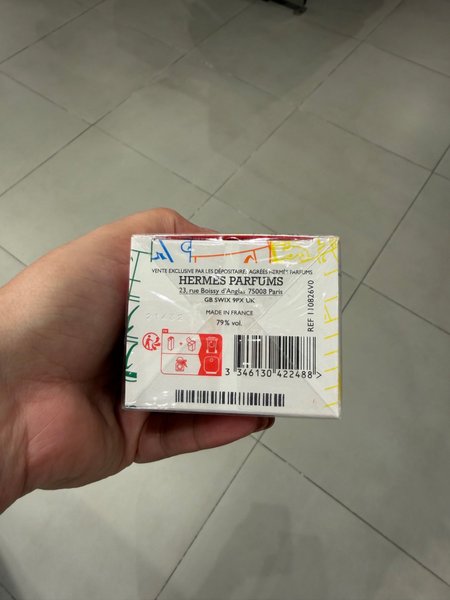 VENTE EXCLUSIVE PAR LES DÉPOSITAIRES AGRÉÉS HERMÈS PARFUMS
HERMÈS PARFUMS
23, rue Boissy d'Anglas 75008 Paris
GB SW1X 9PX UK
MADE IN FRANCE
79% vol.
REF 110826V0
3 346130 422488 >